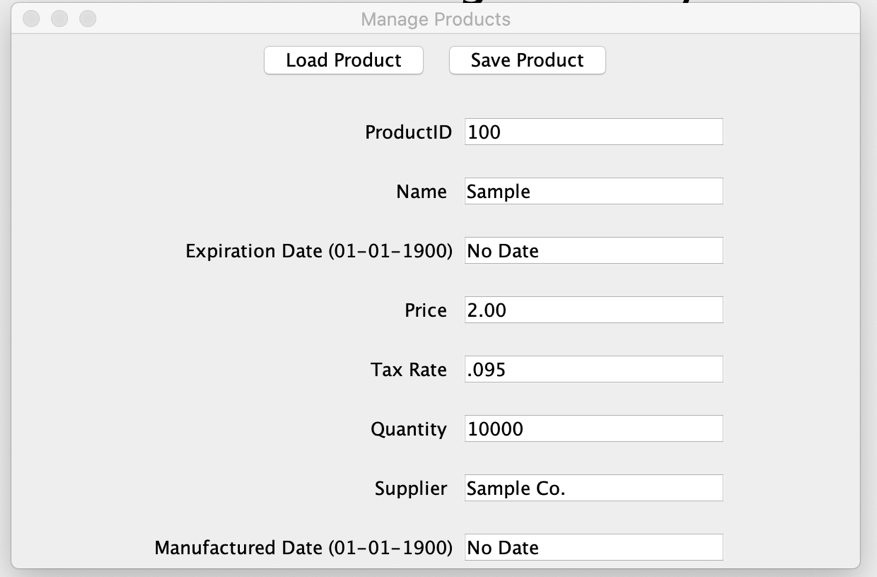 Manage Products
Load Product Save Product
ProductID 100
Name Sample
Expiration Date (01-01-1900) No Date
Price 2.00
Tax Rate .095
Quantity 10000
Supplier Sample Co.
Manufactured Date (01-01-1900) No Date